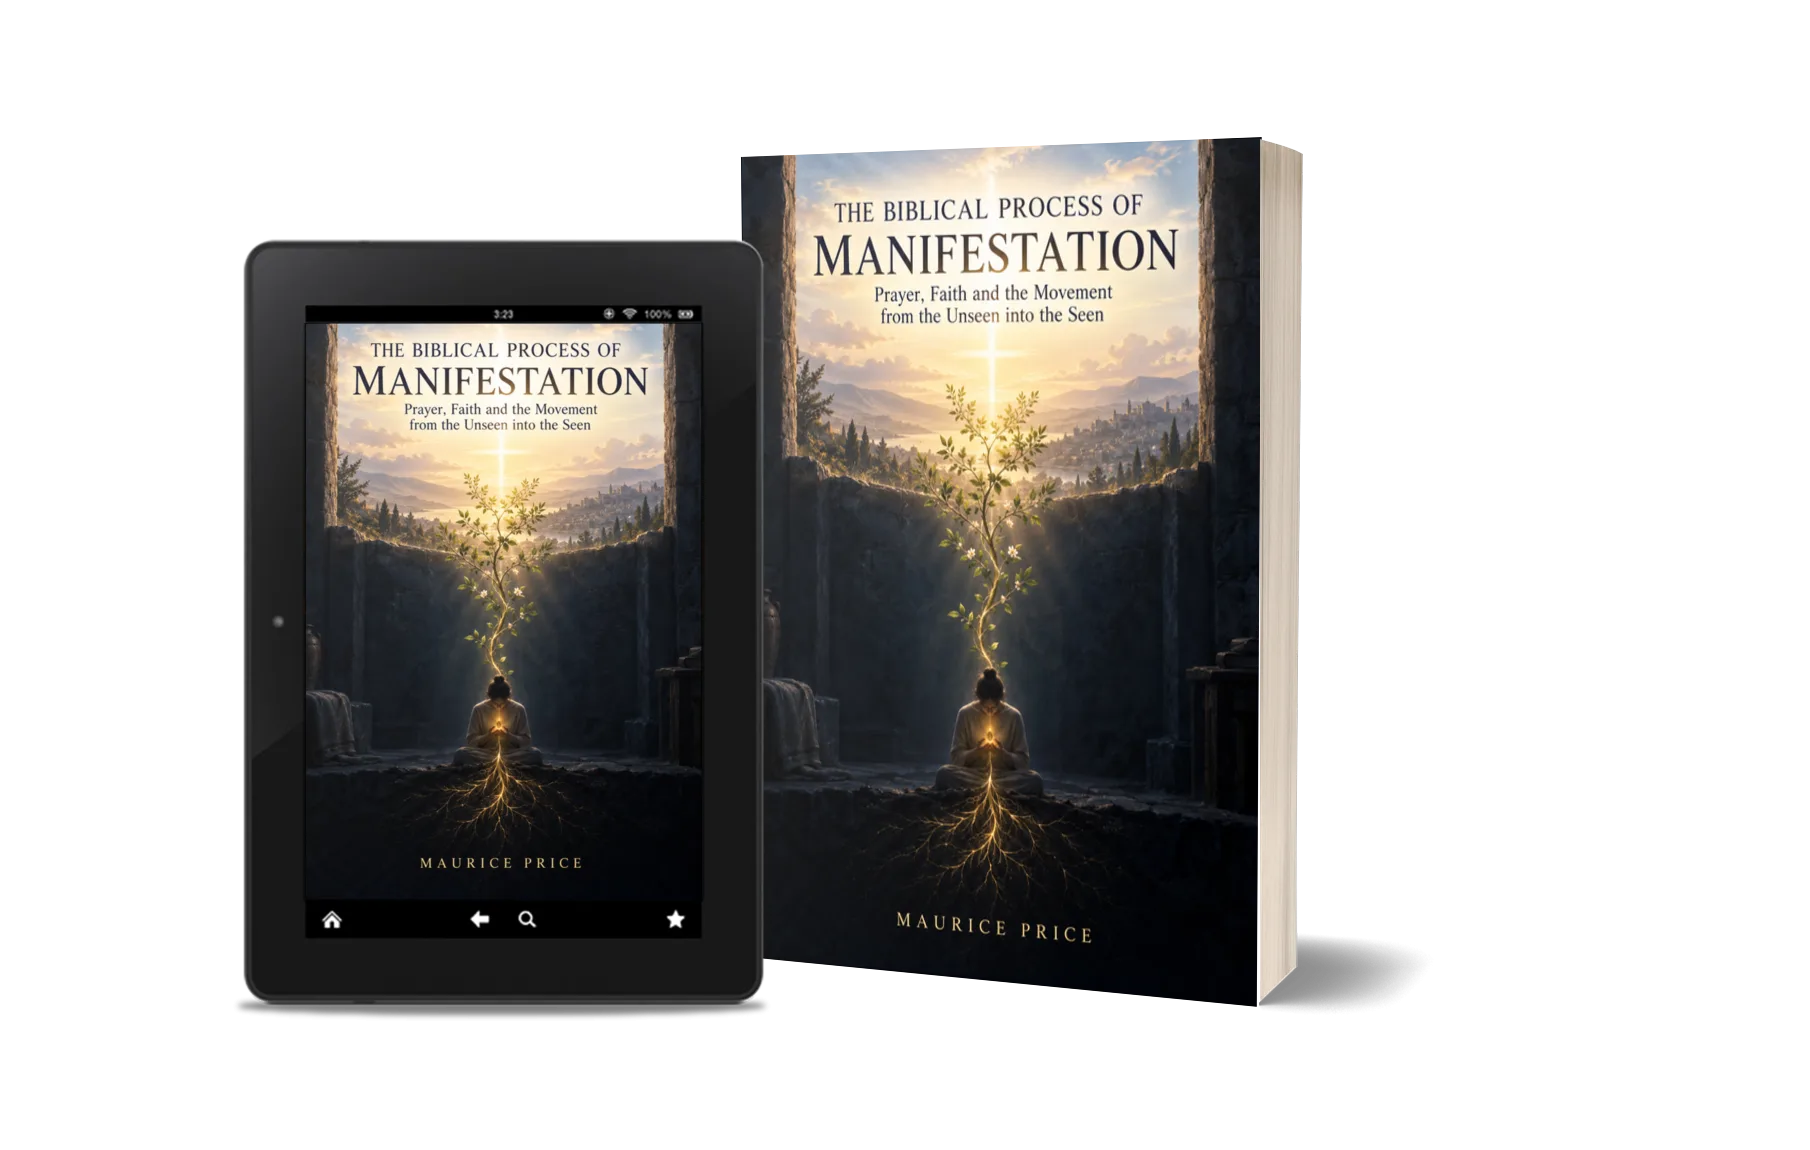 3:23
100%
THE BIBLICAL PROCESS OF
MANIFESTATION
Prayer, Faith and the Movement
from the Unseen into the Seen
MAURICE PRICE
THE BIBLICAL PROCESS OF
MANIFESTATION
Prayer, Faith and the Movement
from the Unseen into the Seen
MAURICE PRICE